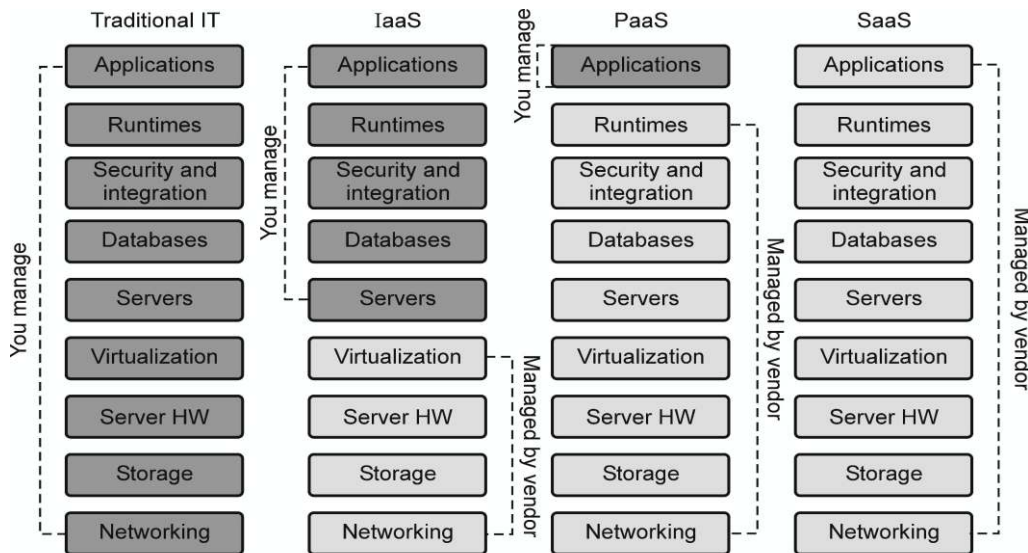 Traditional IT
IaaS
PaaS
SaaS
You manage
Applications
Runtimes
Security and
integration
Databases
Servers
Virtualization
Server HW
Storage
Networking
You manage
Applications
Runtimes
Security and
integration
Databases
Servers
Virtualization
Server HW
Storage
Networking
Managed by vendor
You manage
Applications
Runtimes
Security and
integration
Databases
Servers
Virtualization
Server HW
Storage
Networking
Managed by vendor
Applications
Runtimes
Security and
integration
Databases
Servers
Virtualization
Server HW
Storage
Networking
Managed by vendor